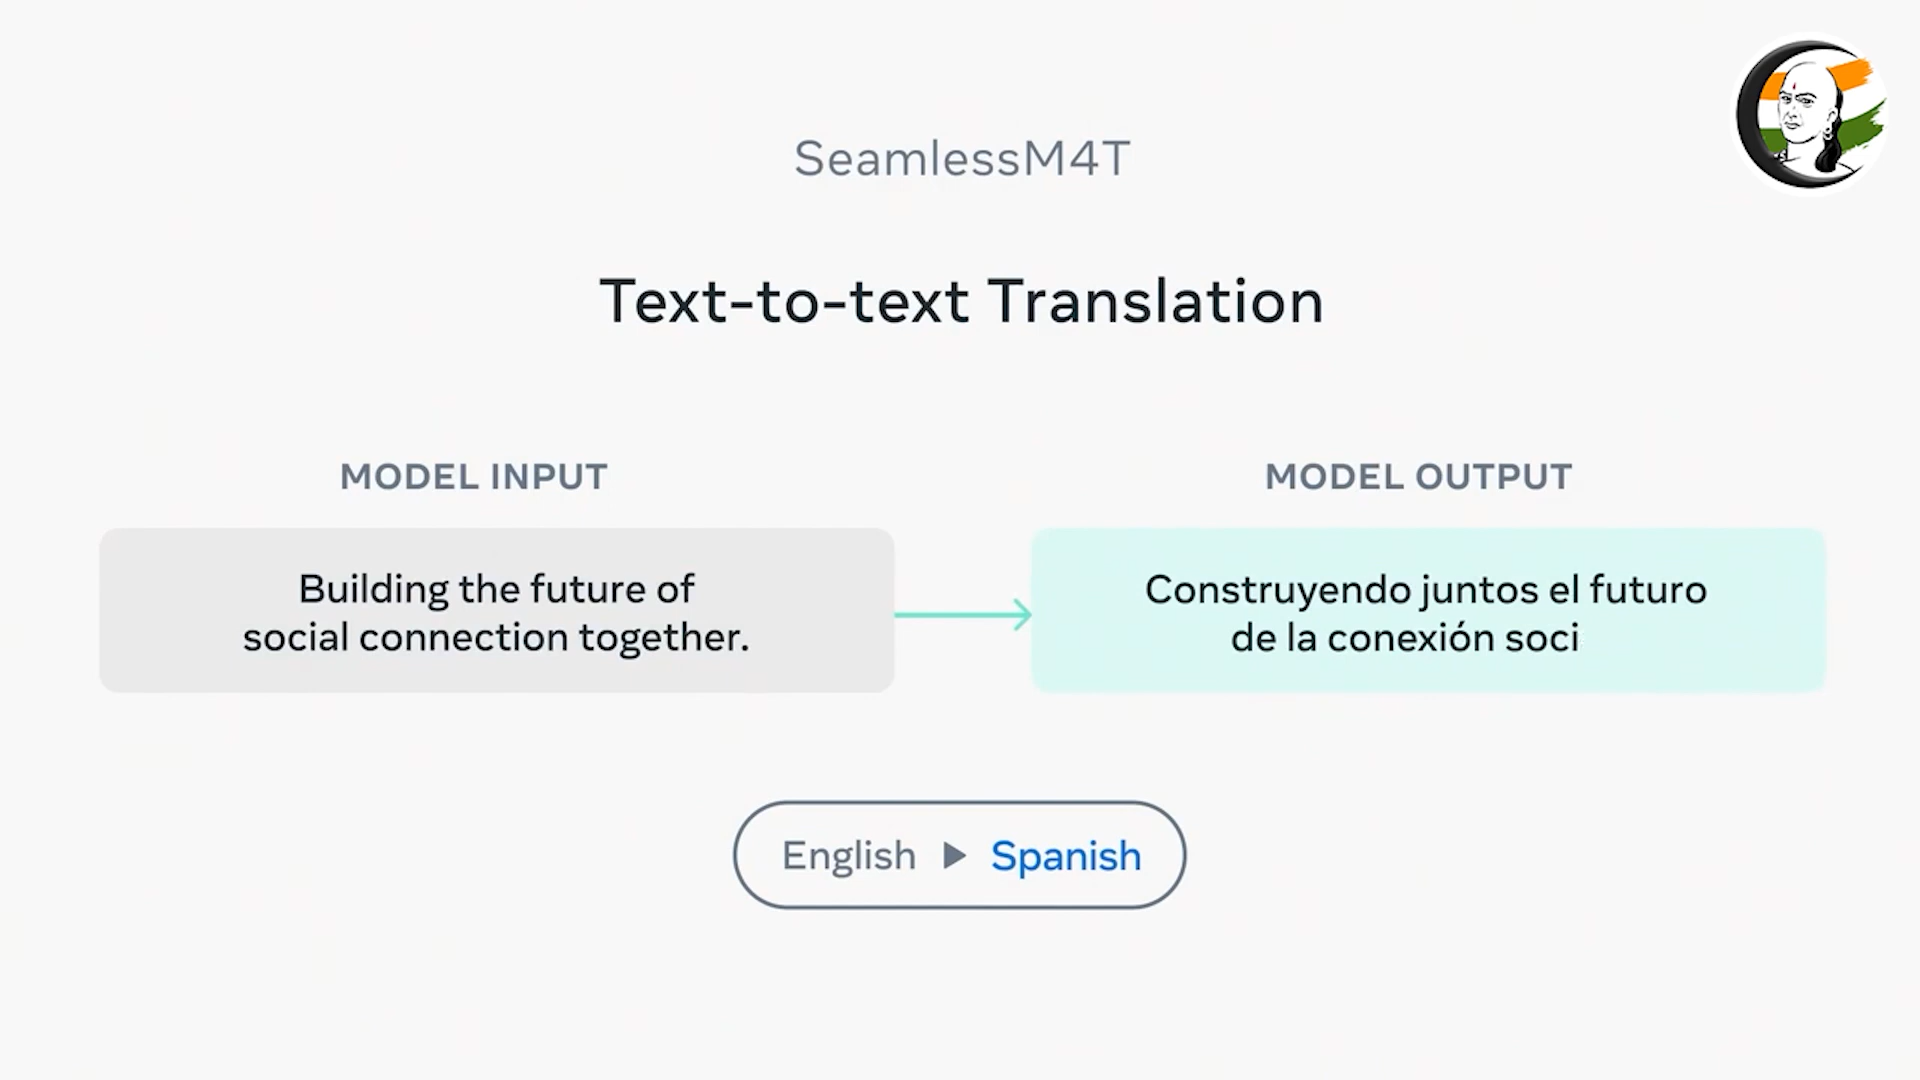 SeamlessM4T
Text-to-text Translation
MODEL INPUT
Building the future of
social connection together.
MODEL OUTPUT
Construyendo juntos el futuro
de la conexión soci
English ▶ Spanish